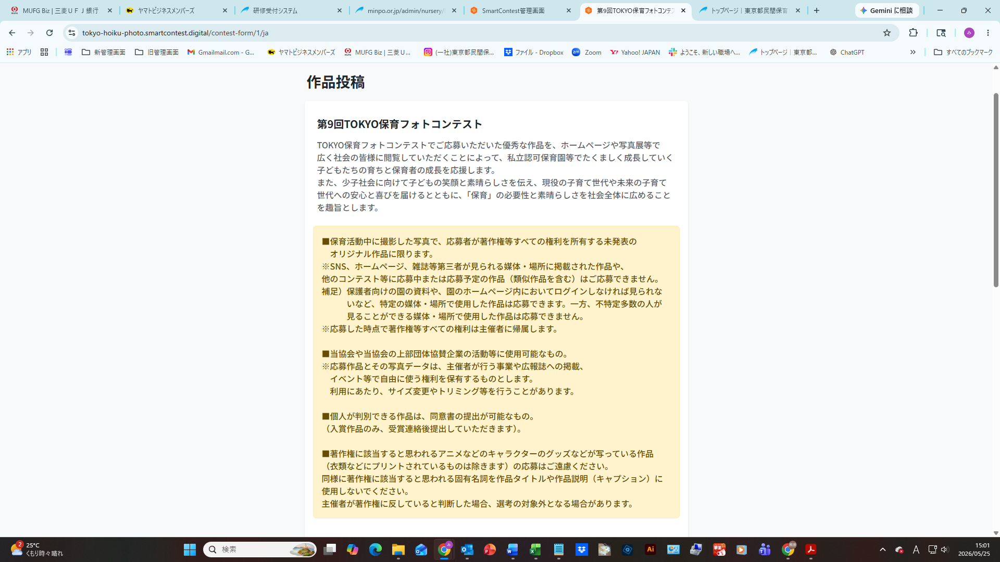 MUFG Biz | 三菱ＵＦＪ銀行
ヤマトビジネスメンバーズ
研修受付システム
minpo.or.jp/admin/nursery/
SmartContest管理画面
第9回TOKYO保育フォトコンテス
トップページ｜東京都民間保育
Gemini に相談
tokyo-hoiku-photo.smartcontest.digital/contest-form/1/ja
み
アプリ
新管理画面
旧管理画面
Gmailmail.com - G...
ヤマトビジネスメンバーズ
MUFG Biz | 三菱Ｕ...
(一社)東京都民間保...
ファイル - Dropbox
Zoom
Yahoo! JAPAN
ようこそ、新しい職場へ...
トップページ｜東京都...
ChatGPT
すべてのブックマーク
作品投稿
第9回TOKYO保育フォトコンテスト
TOKYO保育フォトコンテストでご応募いただいた優秀な作品を、ホームページや写真展等で
広く社会の皆様に閲覧していただくことによって、私立認可保育園等でたくましく成長していく
子どもたちの育ちと保育者の成長を応援します。
また、少子社会に向けて子どもの笑顔と素晴らしさを伝え、現役の子育て世代や未来の子育て
世代への安心と喜びを届けるとともに、「保育」の必要性と素晴らしさを社会全体に広めること
を趣旨とします。
■保育活動中に撮影した写真で、応募者が著作権等すべての権利を所有する未発表の
オリジナル作品に限ります。
※SNS、ホームページ、雑誌等第三者が見られる媒体・場所に掲載された作品や、
他のコンテスト等に応募中または応募予定の作品（類似作品を含む）はご応募できません。
補足）保護者向けの園の資料や、園のホームページ内においてログインしなければ見られな
いなど、特定の媒体・場所で使用した作品は応募できます。一方、不特定多数の人が
見ることができる媒体・場所で使用した作品は応募できません。
※応募した時点で著作権等すべての権利は主催者に帰属します。
■当協会や当協会の上部団体協賛企業の活動等に使用可能なもの。
※応募作品とその写真データは、主催者が行う事業や広報誌への掲載、
イベント等で自由に使う権利を保有するものとします。
利用にあたり、サイズ変更やトリミング等を行うことがあります。
■個人が判別できる作品は、同意書の提出が可能なもの。
（入賞作品のみ、受賞連絡後提出していただきます）。
■著作権に該当すると思われるアニメなどのキャラクターのグッズなどが写っている作品
（衣類などにプリントされているものは除きます）の応募はご遠慮ください。
同様に著作権に該当すると思われる固有名詞を作品タイトルや作品説明（キャプション）に
使用しないでください。
主催者が著作権に反していると判断した場合、選考の対象外となる場合があります。
2
25°C
くもり時々晴れ
検索
A
15:01
2026/05/25